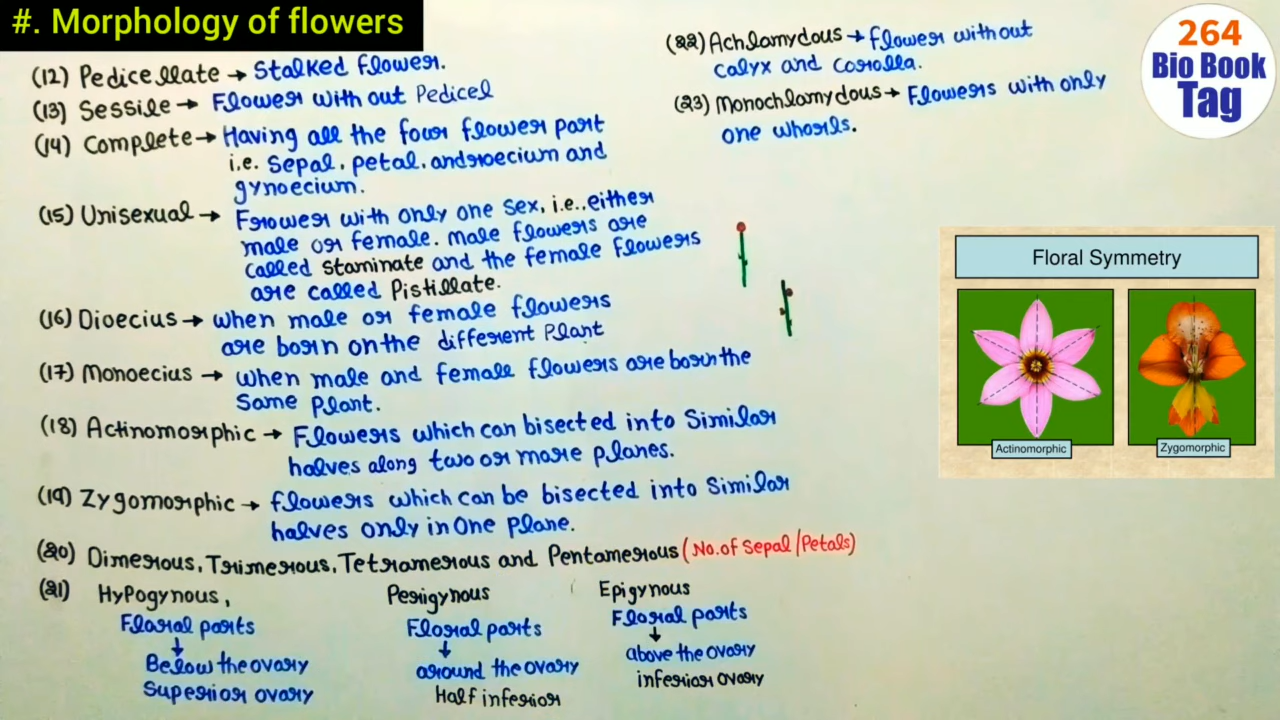 #. Morphology of flowers
(12) Pedicellate → Stalked flower.
(13) Sessile → Flower with out Pedicel
(14) Complete → Having all the four flower part
i.e. Sepal, petal, androecium and
gynoecium.
(15) Unisexual → Frower with only one sex, i.e.,either
male or female. male flowers are
called Staminate and the female flowers
are called Pistillate.
(16) Dioecius → when male or female flowers
are born on the different Plant
(17) Monoecius → when male and female flowers are born the
Same Plant.
(18) Actinomorphic → Flowers which can bisected into Similar
halves along two or more planes.
(19) Zygomorphic → flowers which can be bisected into Similar
halves only in One plane.
(20) Dimerous, Trimerous, Tetramerous and Pentamerous (No. of Sepal/Petals)
(21) Hypogynous,
Floral parts
↓
Below the ovary
Superior ovary
Perigynous
Floral parts
↓
around the ovary
Half inferior
Epigynous
Floral parts
↓
above the ovary
inferior ovary
(22) Achlamydous → flower without
calyx and corolla.
(23) Monochlamydous → Flowers with only
one whorls.
264
Bio Book
Tag
Floral Symmetry
Actinomorphic
Zygomorphic